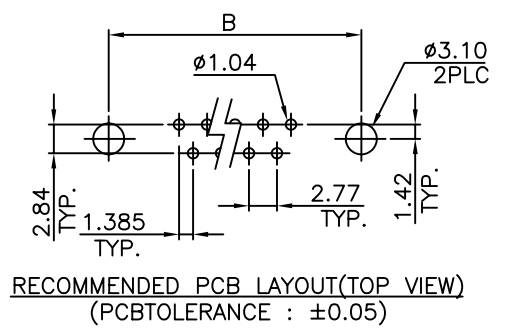 B
ø1.04
ø3.10
2PLC
2.84
TYP.
1.385
TYP.
2.77
TYP.
1.42
TYP.
RECOMMENDED PCB LAYOUT(TOP VIEW)
(PCBTOLERANCE : ±0.05)